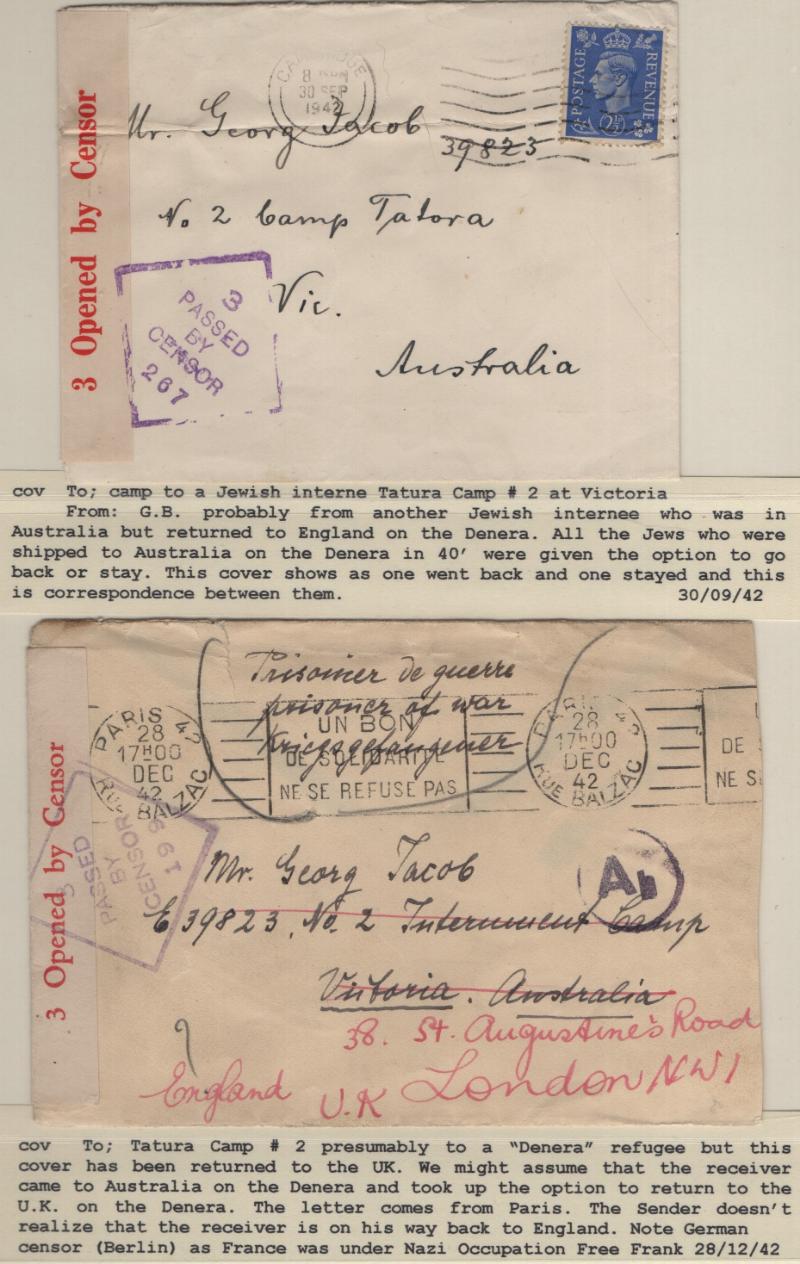 3 Opened by Censor
CAMBRIDGE
8 PM
30 SEP
1942
POSTAGE
REVENUE
2½D
Mr. Georg Jacob
39823
No 2 Camp Tatora
Vic.
Australia
3
PASSED
BY
CENSOR
267
cov To; camp to a Jewish interne Tatura Camp # 2 at Victoria
From: G.B. probably from another Jewish internee who was in
Australia but returned to England on the Denera. All the Jews who were
shipped to Australia on the Denera in 40' were given the option to go
back or stay. This cover shows as one went back and one stayed and this
is correspondence between them. 30/09/42
Prisonier de guerre
prisoner of war
Kriegsgefangener
PARIS 43
28
17H00
DEC
42
RUE BALZAC
UN BON
DE SOLIDARITE
NE SE REFUSE PAS
PARIS 43
28
17H00
DEC
42
RUE BALZAC
DE
NE S
3 Opened by Censor
3
PASSED
BY
CENSOR
Mr. Georg Jacob
Ab
E 39823, No. 2 Internment Camp
Victoria. Australia
38. St. Augustine's Road
England U.K London NW1
cov To; Tatura Camp # 2 presumably to a "Denera" refugee but this
cover has been returned to the UK. We might assume that the receiver
came to Australia on the Denera and took up the option to return to the
U.K. on the Denera. The letter comes from Paris. The Sender doesn't
realize that the receiver is on his way back to England. Note German
censor (Berlin) as France was under Nazi Occupation Free Frank 28/12/42